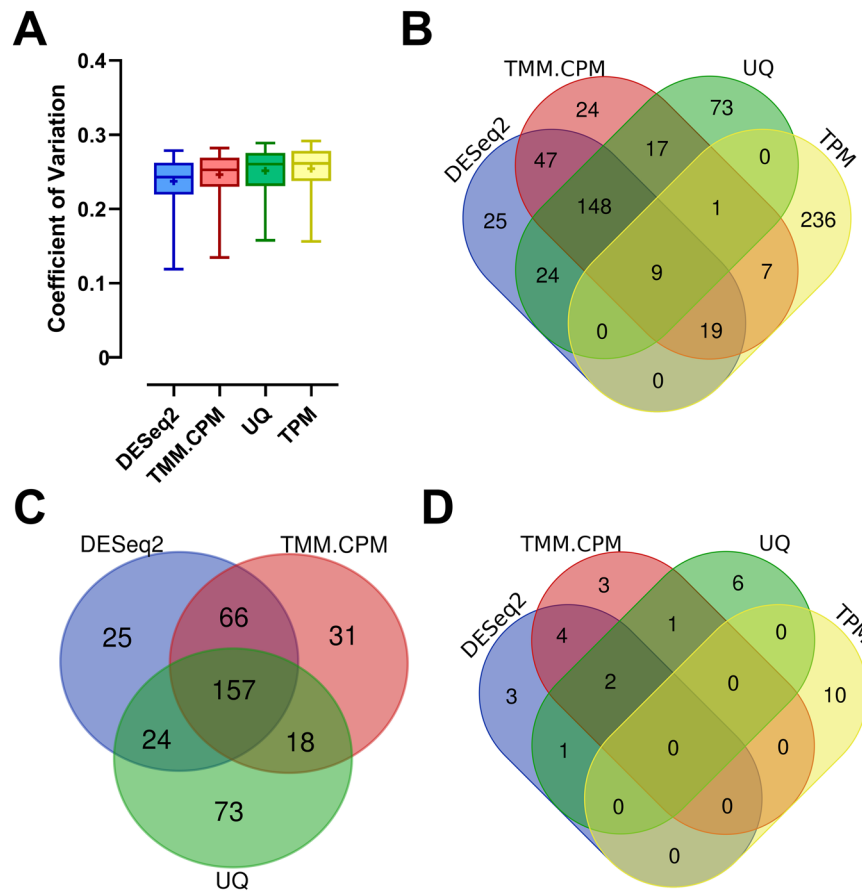 A
0.4
0.3
0.2
0.1
0
Coefficient of Variation
DESeq2
TMM.CPM
UQ
TPM
B
TMM.CPM
UQ
DESeq2
TPM
24
73
47
17
0
25
148
1
236
24
9
7
0
19
0
C
DESeq2
TMM.CPM
66
25
31
157
24
18
73
UQ
D
TMM.CPM
UQ
DESeq2
TPM
3
6
4
1
0
3
2
0
10
1
0
0
0
0
0